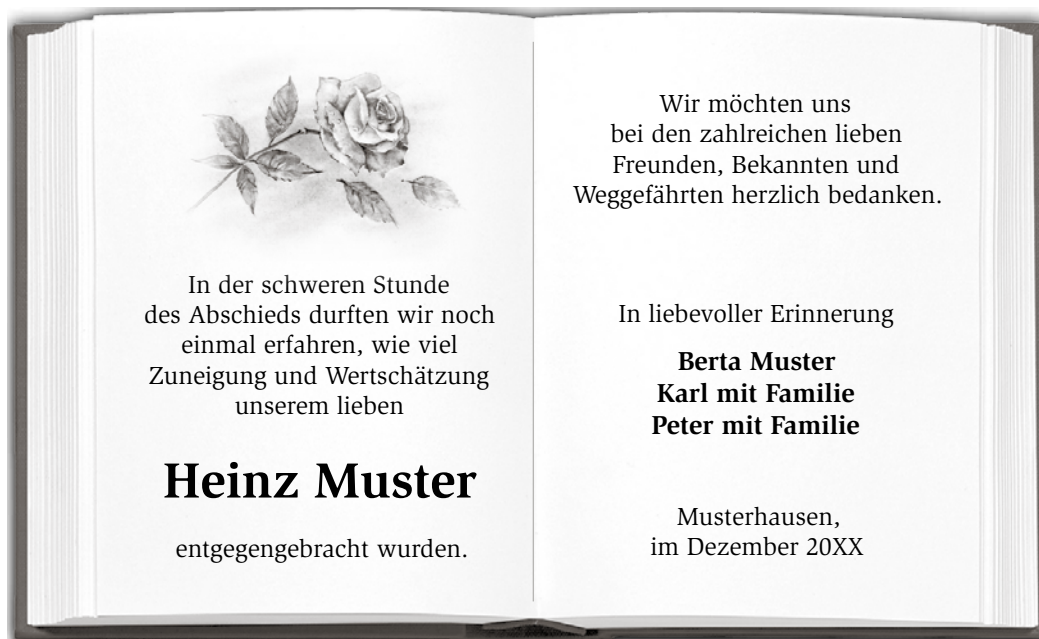 In der schweren Stunde
des Abschieds durften wir noch
einmal erfahren, wie viel
Zuneigung und Wertschätzung
unserem lieben
Heinz Muster
entgegengebracht wurden.
Wir möchten uns
bei den zahlreichen lieben
Freunden, Bekannten und
Weggefährten herzlich bedanken.
In liebevoller Erinnerung
Berta Muster
Karl mit Familie
Peter mit Familie
Musterhausen,
im Dezember 20XX